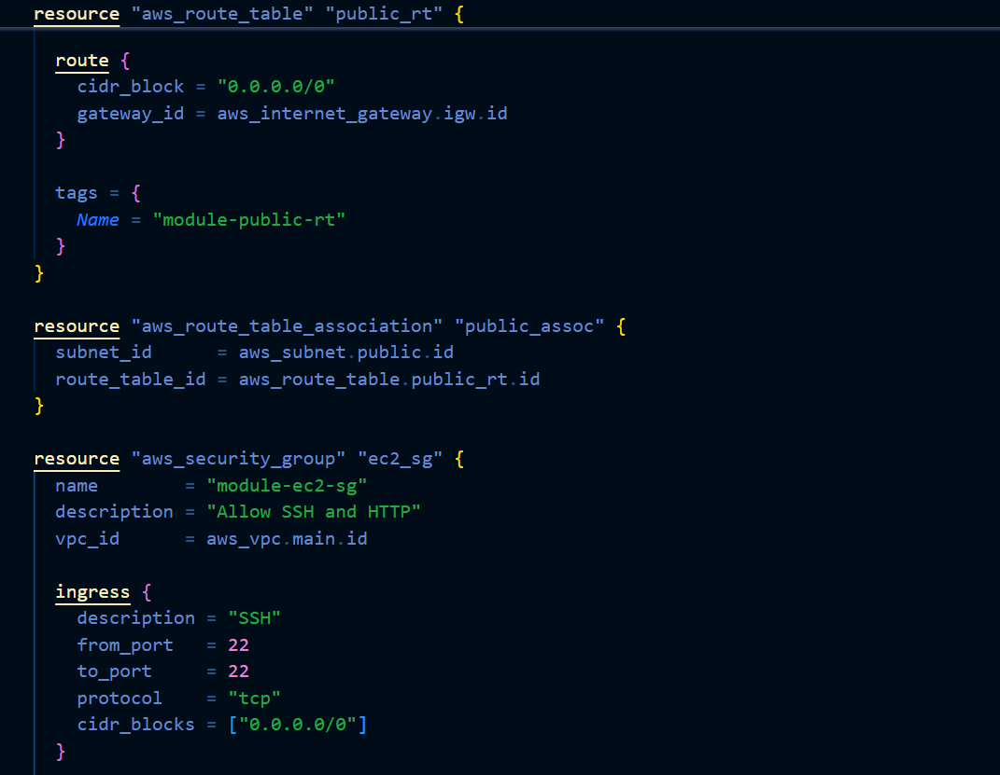 resource "aws_route_table" "public_rt" {
  route {
    cidr_block = "0.0.0.0/0"
    gateway_id = aws_internet_gateway.igw.id
  }
  tags = {
    Name = "module-public-rt"
  }
}
resource "aws_route_table_association" "public_assoc" {
  subnet_id      = aws_subnet.public.id
  route_table_id = aws_route_table.public_rt.id
}
resource "aws_security_group" "ec2_sg" {
  name        = "module-ec2-sg"
  description = "Allow SSH and HTTP"
  vpc_id      = aws_vpc.main.id
  ingress {
    description = "SSH"
    from_port   = 22
    to_port     = 22
    protocol    = "tcp"
    cidr_blocks = ["0.0.0.0/0"]
  }